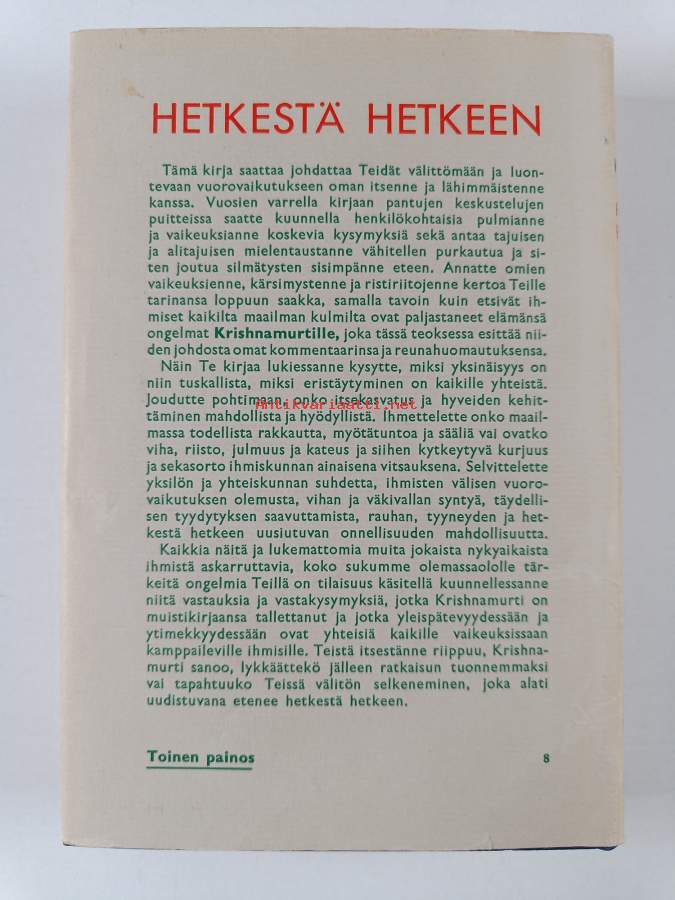 HETKESTÄ HETKEEN
Tämä kirja saattaa johdattaa Teidät välittömään ja luon-
tevaan vuorovaikutukseen oman itsenne ja lähimmäistenne
kanssa. Vuosien varrella kirjaan pantujen keskustelujen
puitteissa saatte kuunnella henkilökohtaisia pulmianne
ja vaikeuksianne koskevia kysymyksiä sekä antaa tajuisen
ja alitajuisen mielentaustanne vähitellen purkautua ja si-
ten joutua silmätysten sisimpänne eteen. Annatte omien
vaikeuksienne, kärsimystenne ja ristiriitojenne kertoa Teille
tarinansa loppuun saakka, samalla tavoin kuin etsivät ih-
miset kaikilta maailman kulmilta ovat paljastaneet elämänsä
ongelmat Krishnamurtille, joka tässä teoksessa esittää nii-
den johdosta omat kommentaarinsa ja reunahuomautuksensa.
Näin Te kirjaa lukiessanne kysytte, miksi yksinäisyys on
niin tuskallista, miksi eristäytyminen on kaikille yhteistä.
Joudutte pohtimaan, onko itsekasvatus ja hyveiden kehit-
Antikvariaatti.net
täminen mahdollista ja hyödyllistä. Ihmettelette onko maail-
massa todellista rakkautta, myötätuntoa ja sääliä vai ovatko
viha, riisto, julmuus ja kateus ja siihen kytkeytyvä kurjuus
ja sekasorto ihmiskunnan ainaisena vitsauksena. Selvittelette
yksilön ja yhteiskunnan suhdetta, ihmisten välisen vuoro-
vaikutuksen olemusta, vihan ja väkivallan syntyä, täydelli-
sen tyydytyksen saavuttamista, rauhan, tyyneyden ja het-
kestä hetkeen uusiutuvan onnellisuuden mahdollisuutta.
Kaikkia näitä ja lukemattomia muita jokaista nykyaikaista
ihmistä askarruttavia, koko sukumme olemassaololle tär-
keitä ongelmia Teillä on tilaisuus käsitellä kuunnellessanne
niitä vastauksia ja vastakysymyksiä, jotka Krishnamurti on
muistikirjaansa tallettanut ja jotka yleispätevyydessään ja
ytimekkyydessään ovat yhteisiä kaikille vaikeuksissaan
kamppaileville ihmisille. Teistä itsestänne riippuu, Krishna-
murti sanoo, lykkäättekö jälleen ratkaisun tuonnemmaksi
vai tapahtuuko Teissä välitön selkeneminen, joka alati
uudistuvana etenee hetkestä hetkeen.
Toinen painos 8